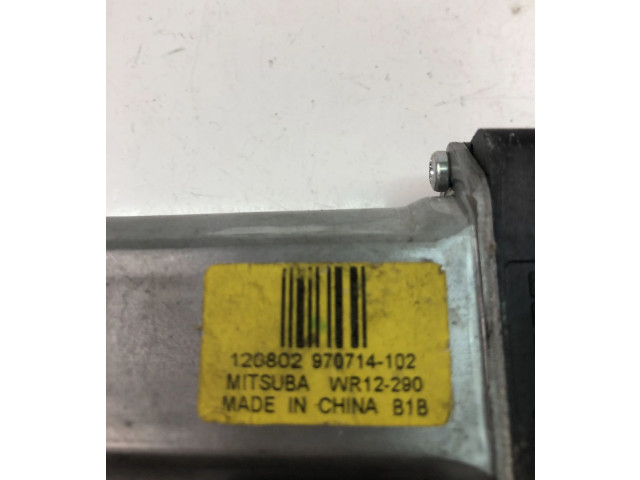 120802 970714-102
MITSUBA WR12-290
MADE IN CHINA B1B